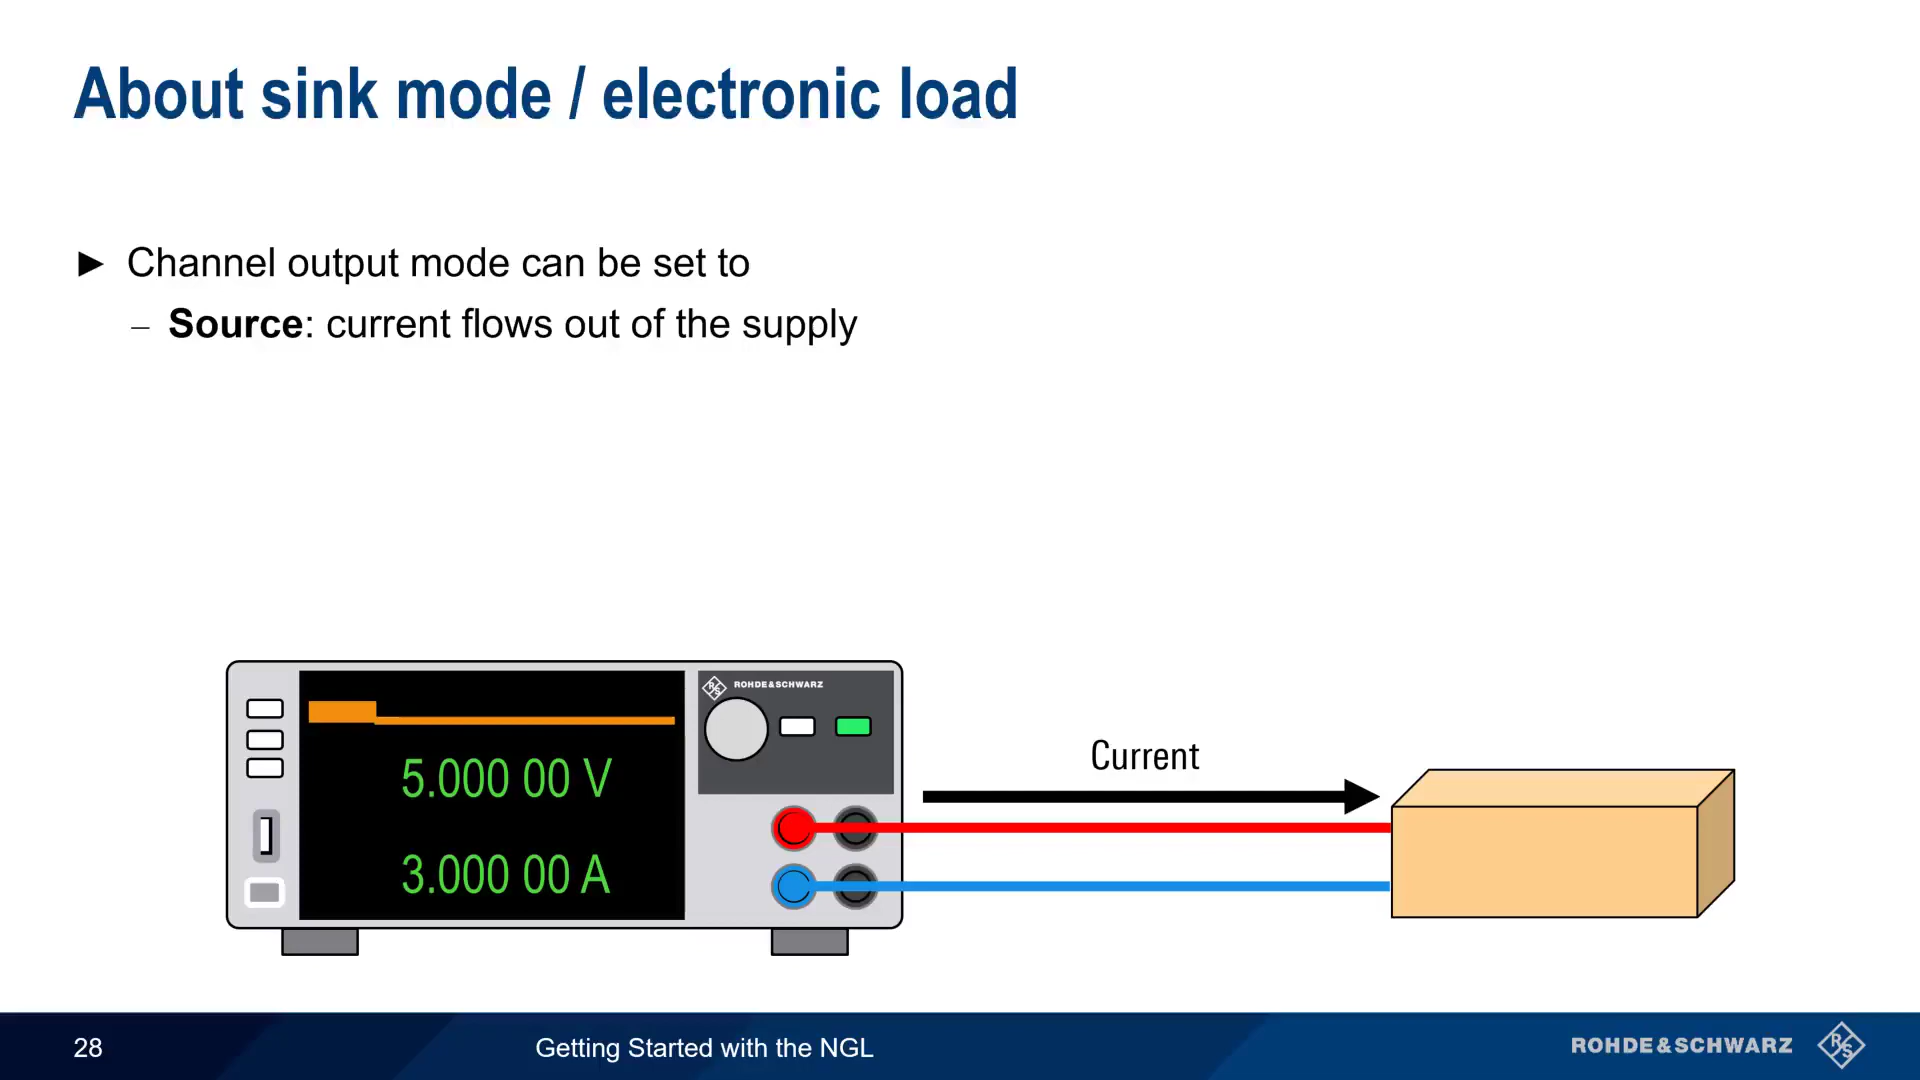 About sink mode / electronic load
► Channel output mode can be set to
– Source: current flows out of the supply
ROHDE&SCHWARZ
5.000 00 V
3.000 00 A
Current
28
Getting Started with the NGL
ROHDE&SCHWARZ